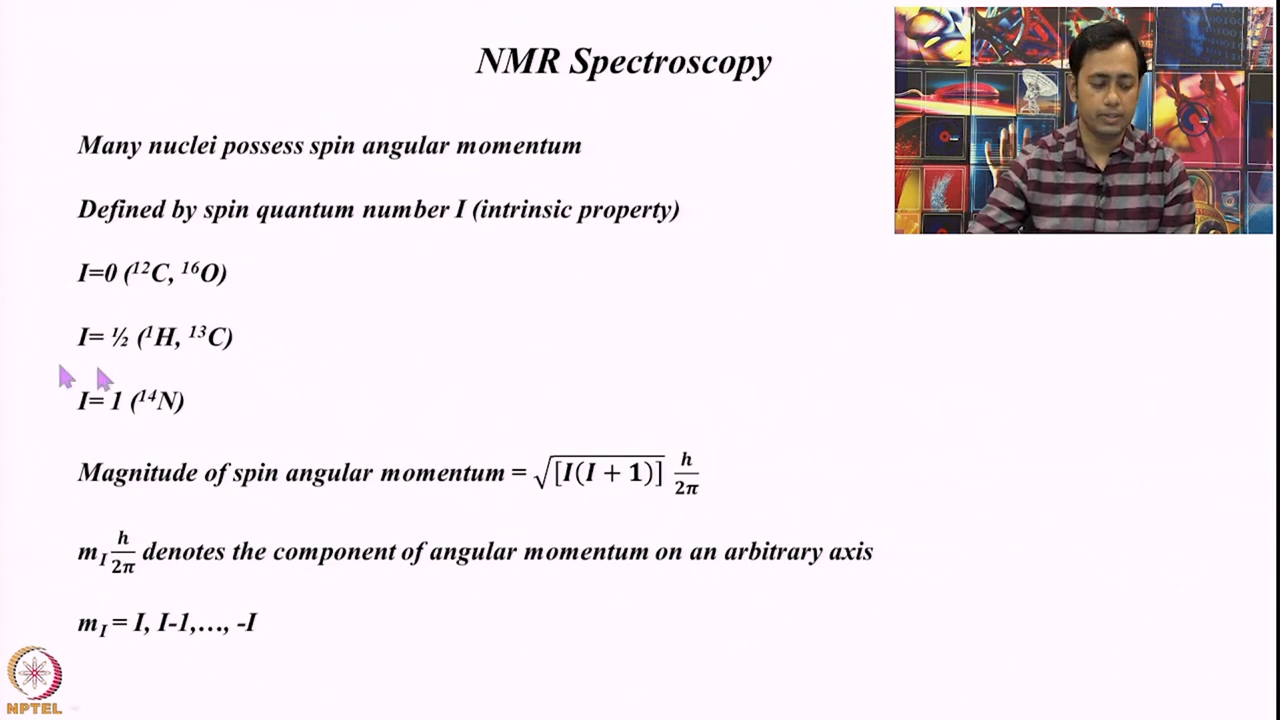 NMR Spectroscopy
Many nuclei possess spin angular momentum
Defined by spin quantum number I (intrinsic property)
I=0 (¹²C, ¹⁶O)
I= ½ (¹H, ¹³C)
I= 1 (¹⁴N)
Magnitude of spin angular momentum = √[I(I + 1)] h/2π
m_I h/2π denotes the component of angular momentum on an arbitrary axis
m_I = I, I-1,..., -I
NPTEL